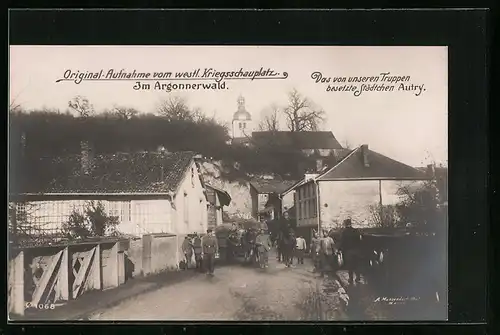 Original-Aufnahme vom westl. Kriegsschauplatz.
Im Argonnerwald.
Das von unseren Truppen
besetzte Städtchen Autry.
1068